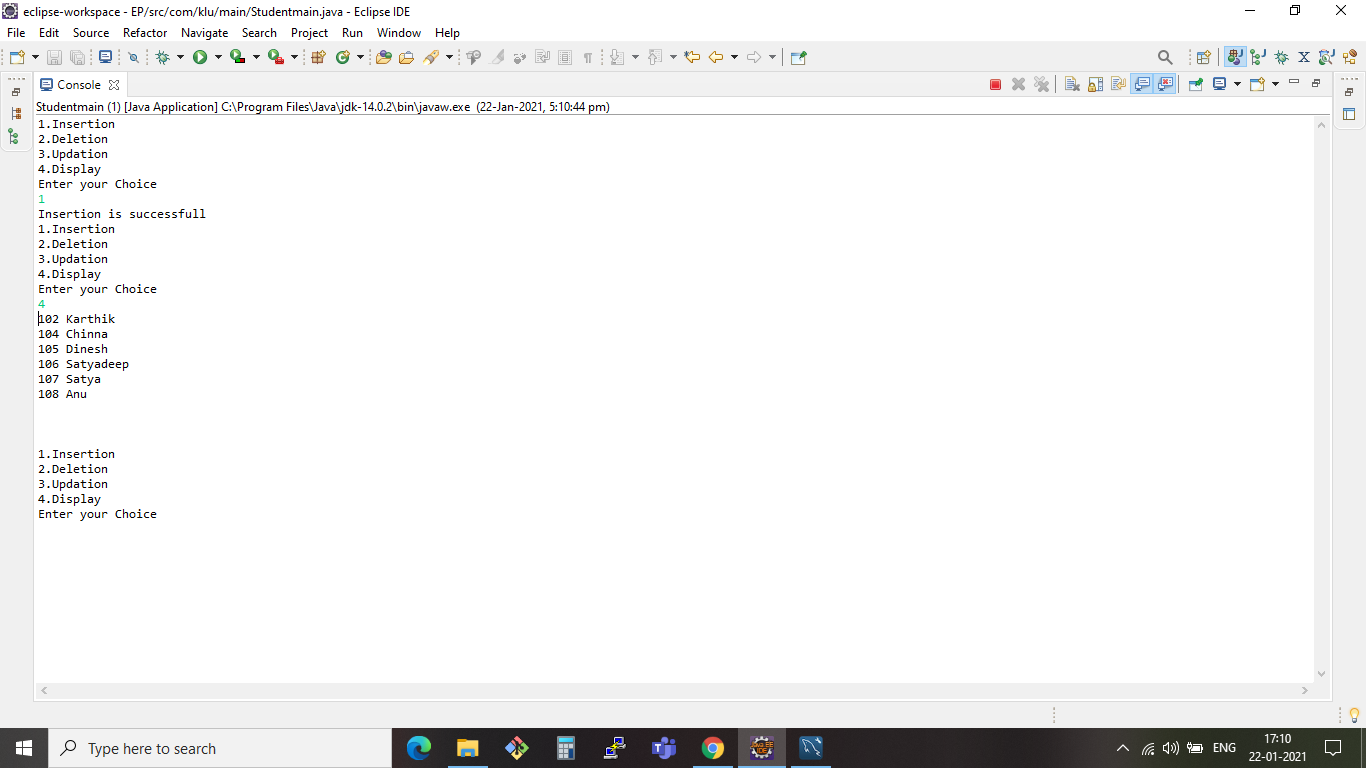 eclipse-workspace - EP/src/com/klu/main/Studentmain.java - Eclipse IDE
File Edit Source Refactor Navigate Search Project Run Window Help
Console
Studentmain (1) [Java Application] C:\Program Files\Java\jdk-14.0.2\bin\javaw.exe (22-Jan-2021, 5:10:44 pm)
1.Insertion
2.Deletion
3.Updation
4.Display
Enter your Choice
1
Insertion is successfull
1.Insertion
2.Deletion
3.Updation
4.Display
Enter your Choice
4
102 Karthik
104 Chinna
105 Dinesh
106 Satyadeep
107 Satya
108 Anu
1.Insertion
2.Deletion
3.Updation
4.Display
Enter your Choice
Type here to search
ENG
17:10
22-01-2021